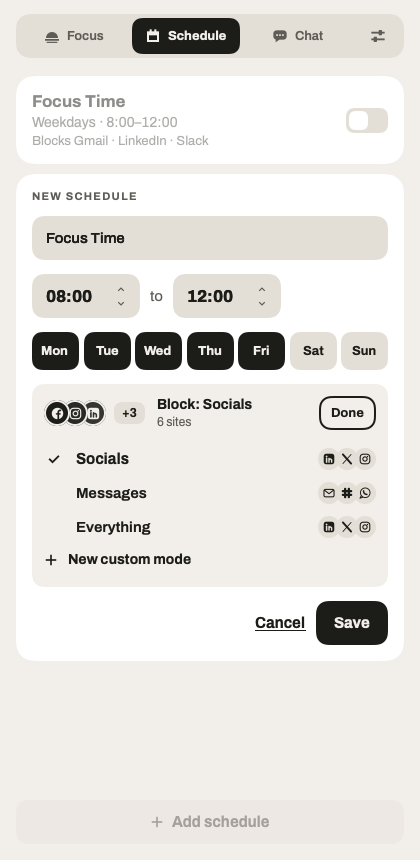 Focus
Schedule
Chat
Focus Time
Weekdays · 8:00–12:00
Blocks Gmail · LinkedIn · Slack
NEW SCHEDULE
Focus Time
08:00 to 12:00
Mon Tue Wed Thu Fri Sat Sun
+3
Block: Socials
6 sites
Done
Socials
Messages
Everything
New custom mode
Cancel
Save
Add schedule